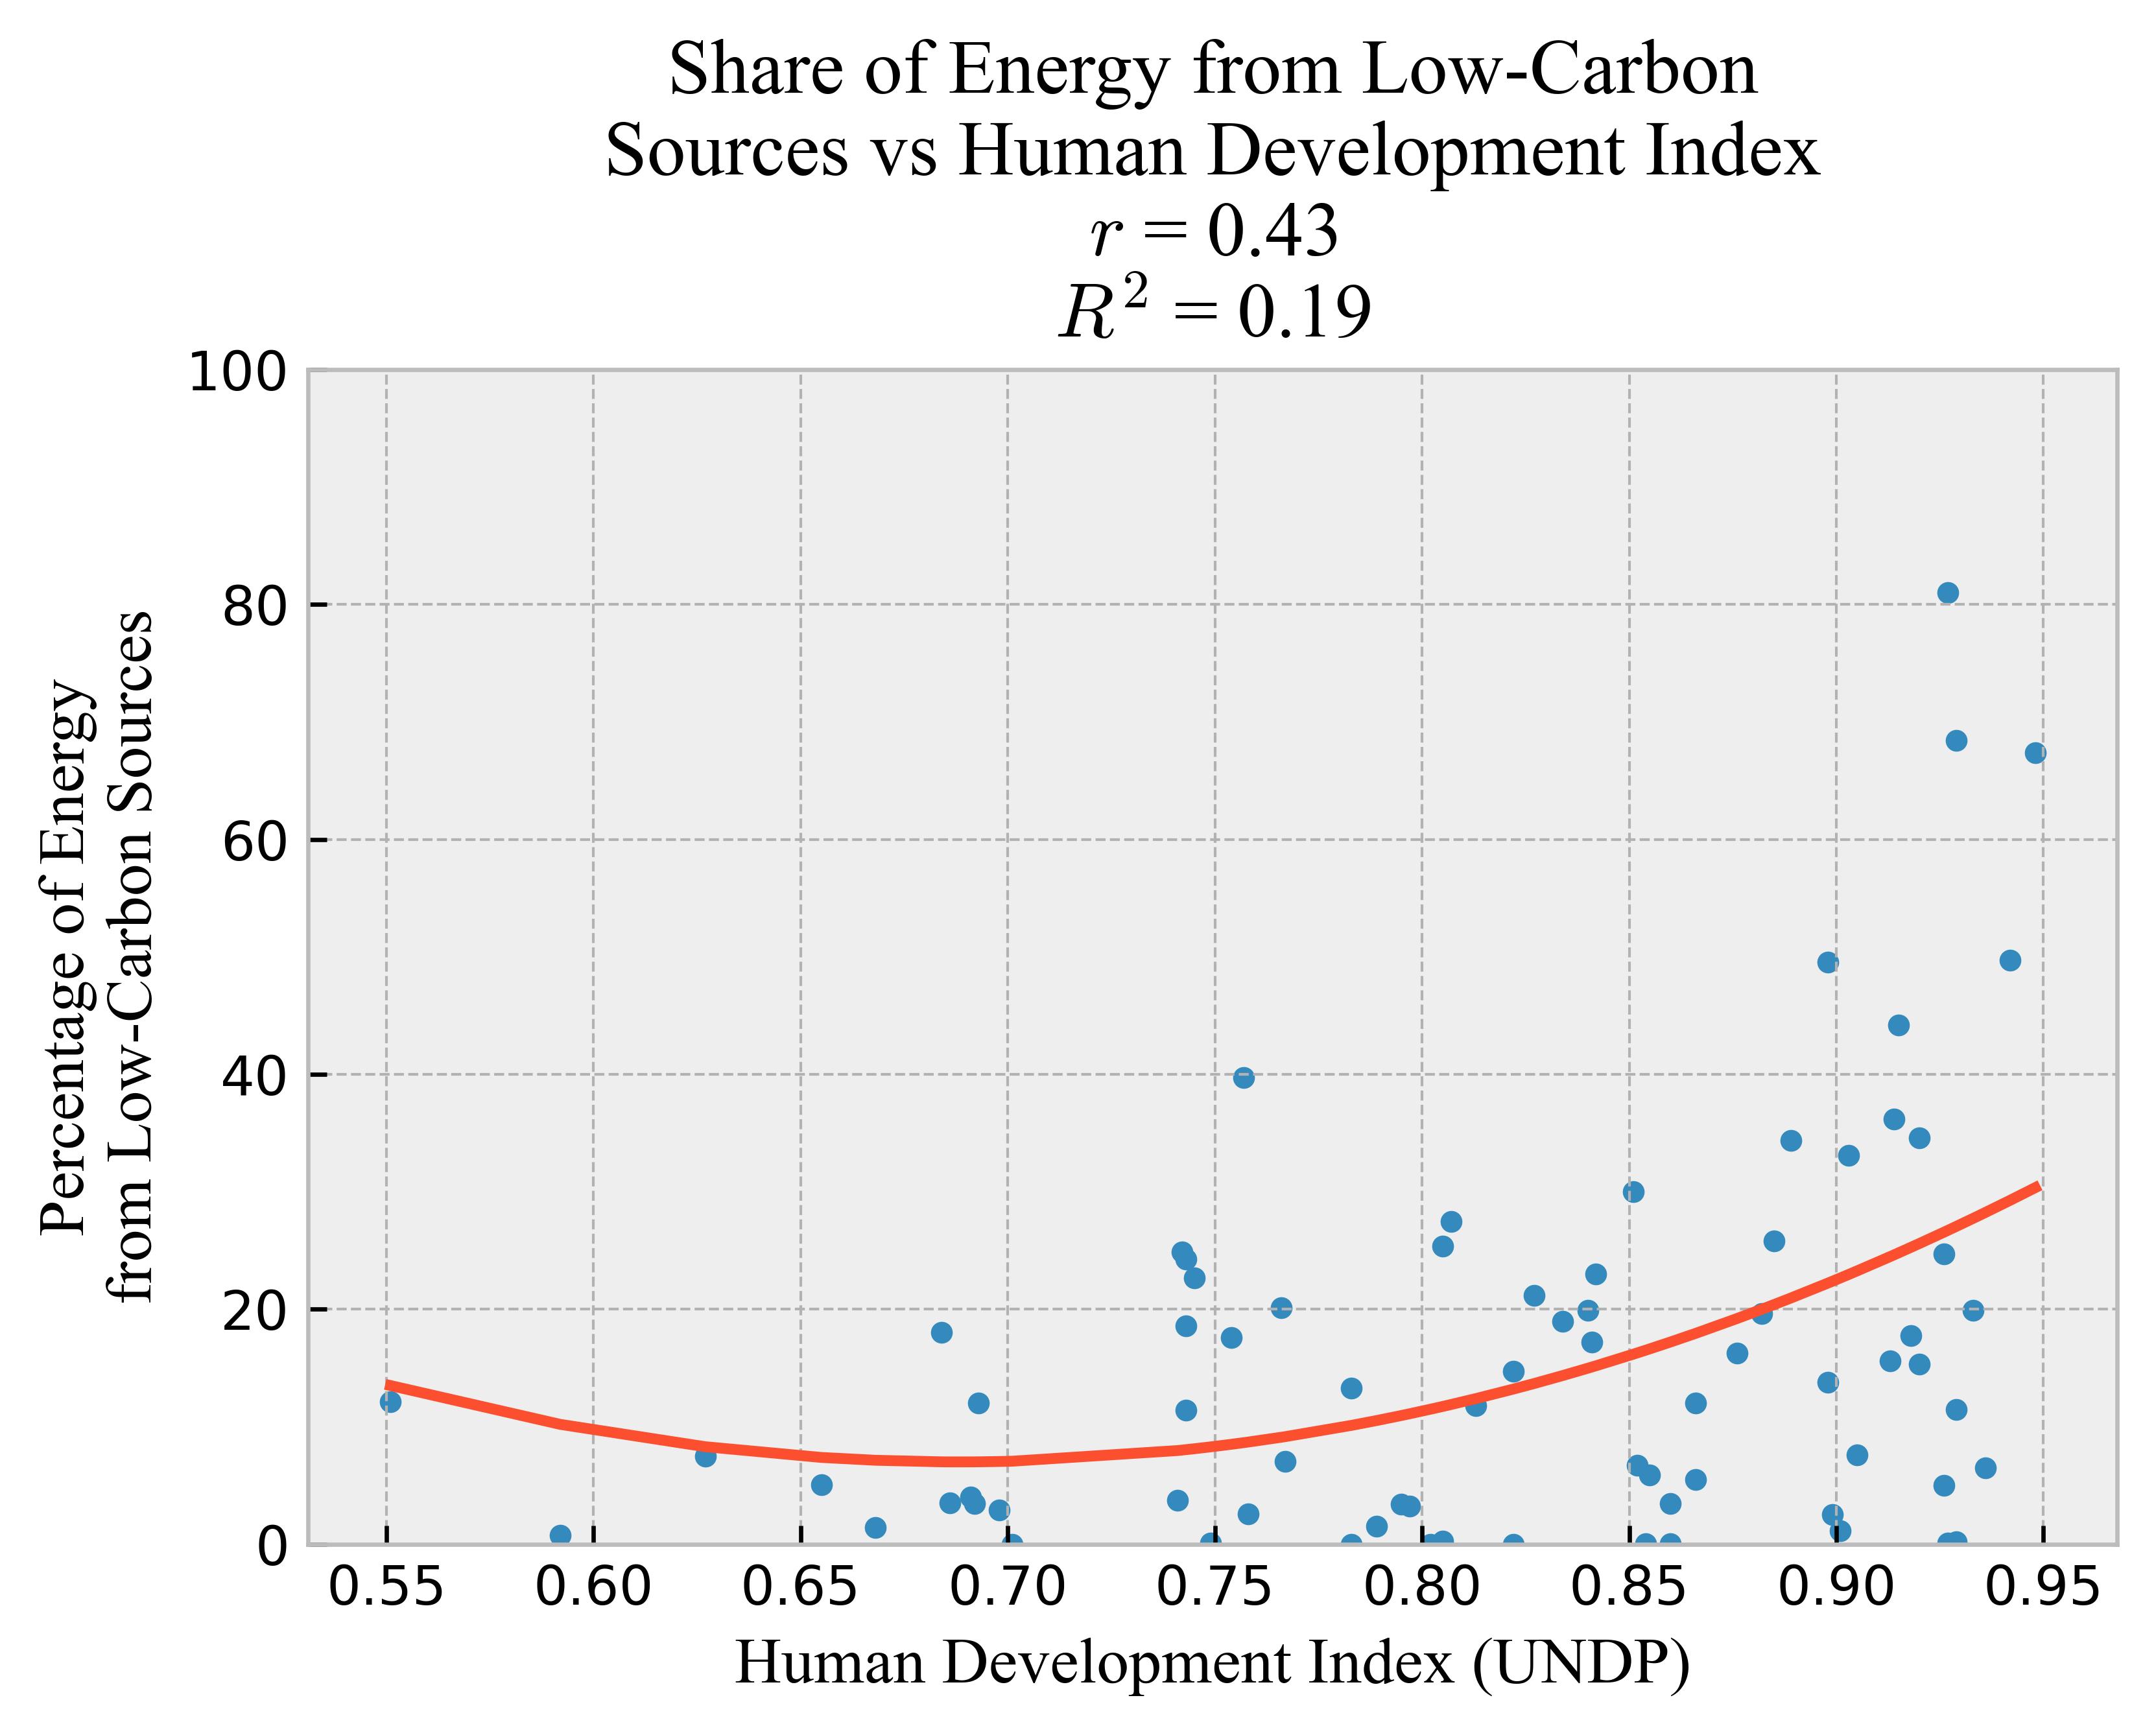 Share of Energy from Low-Carbon
Sources vs Human Development Index
r = 0.43
R² = 0.19
100
80
60
40
20
0
Percentage of Energy
from Low-Carbon Sources
0.55 0.60 0.65 0.70 0.75 0.80 0.85 0.90 0.95
Human Development Index (UNDP)